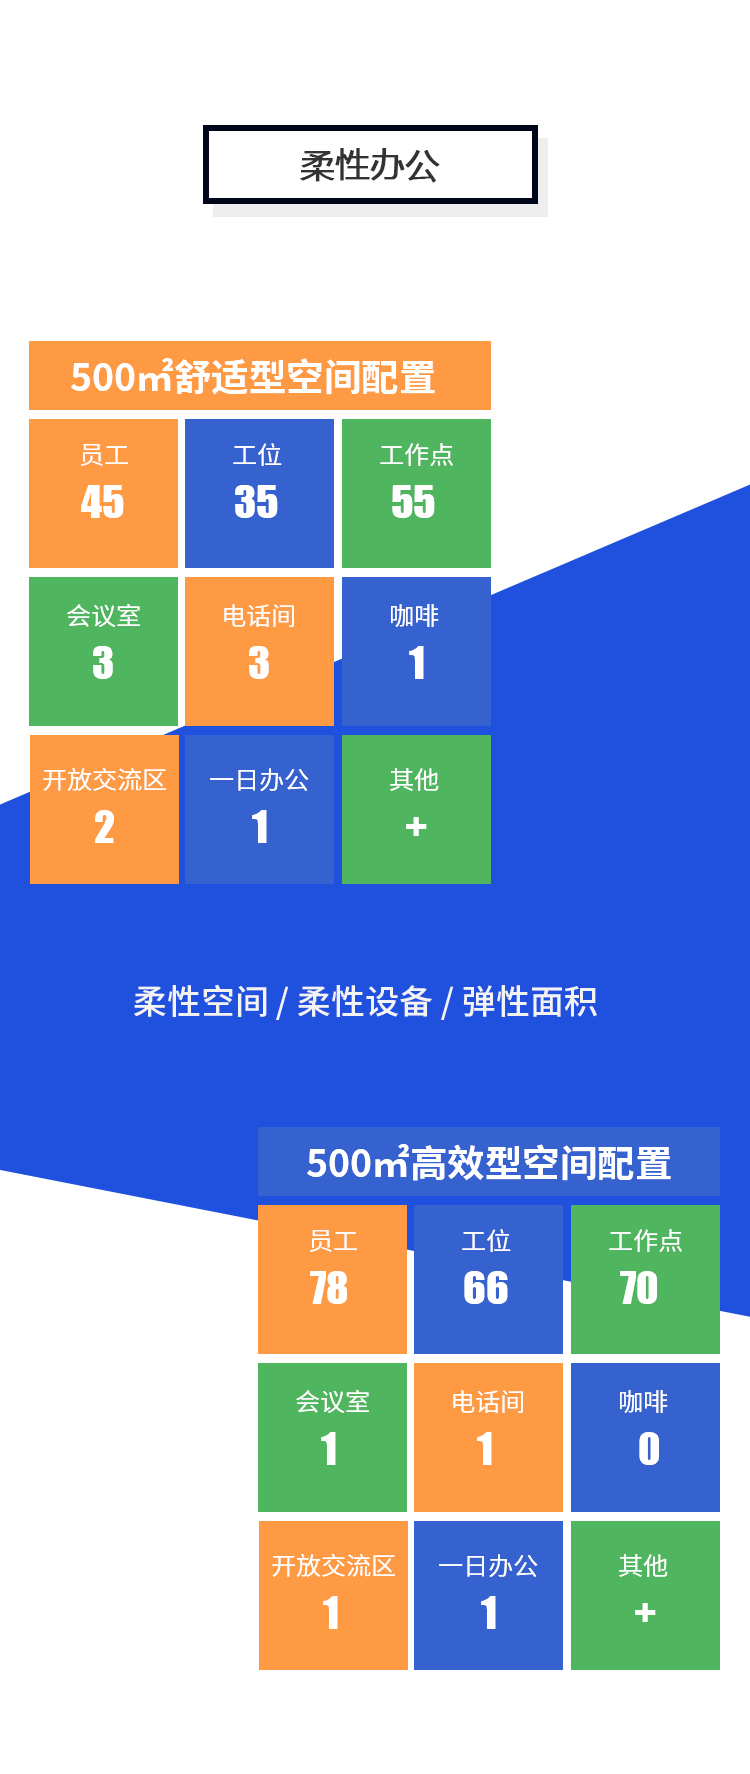 柔性办公
500㎡舒适型空间配置
员工 工位 工作点
45 35 55
会议室 电话间 咖啡
3 3 1
开放交流区 一日办公 其他
2 1 +
柔性空间 / 柔性设备 / 弹性面积
500㎡高效型空间配置
员工 工位 工作点
78 66 70
会议室 电话间 咖啡
1 1 0
开放交流区 一日办公 其他
1 1 +